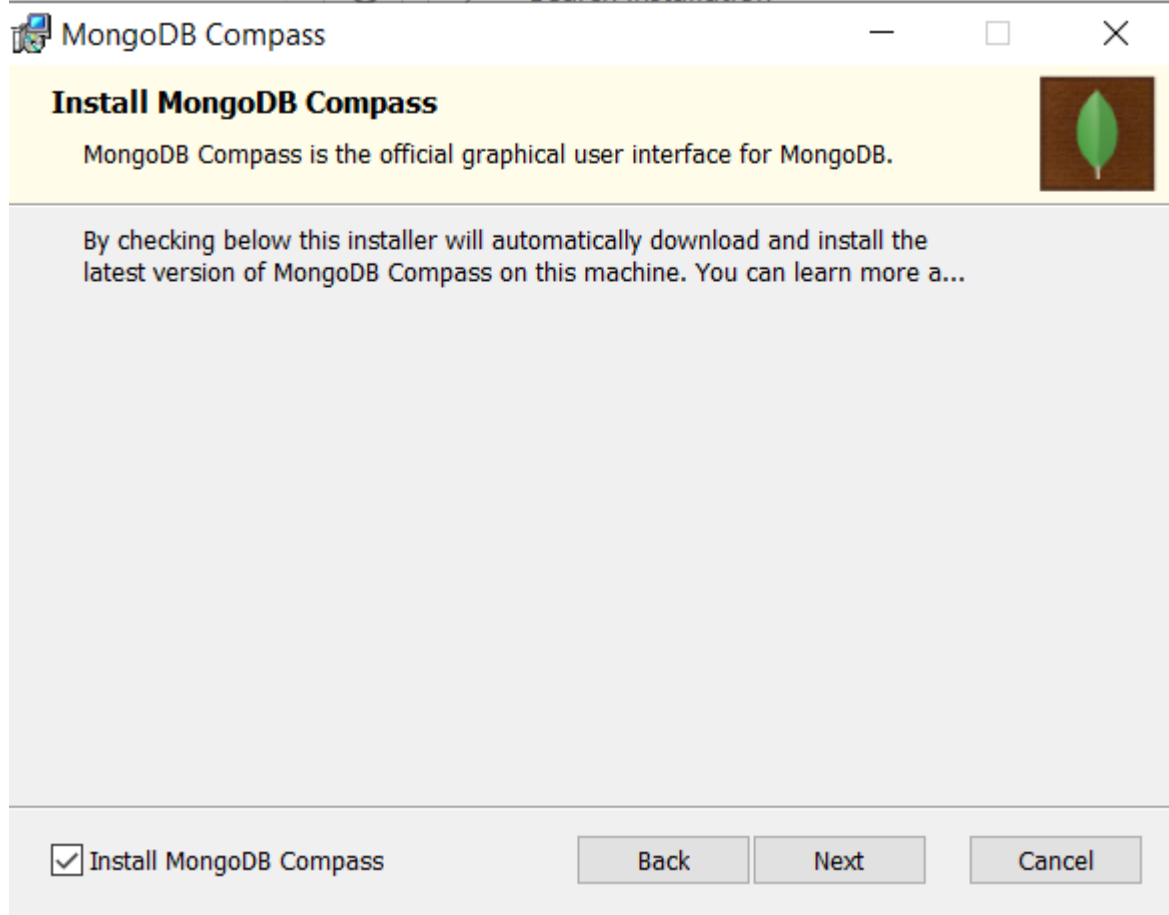 MongoDB Compass
Install MongoDB Compass
MongoDB Compass is the official graphical user interface for MongoDB.
By checking below this installer will automatically download and install the
latest version of MongoDB Compass on this machine. You can learn more a...
Install MongoDB Compass
Back
Next
Cancel